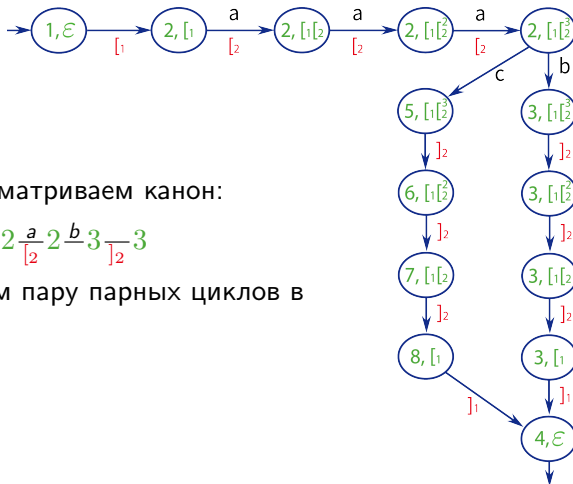 a a a
1, ε 2, [₁ 2, [₁[₂ 2, [₁[₂² 2, [₁[₂³
[₁ [₂ [₂ [₂
c b
5, [₁[₂³ 3, [₁[₂³
]₂ ]₂
матриваем канон: 6, [₁[₂² 3, [₁[₂²
2 a [₂ 2 b 3 ]₂ 3 ]₂ ]₂
м пару парных циклов в 7, [₁[₂ 3, [₁[₂
]₂ ]₂
8, [₁ 3, [₁
]₁ ]₁
4, ε